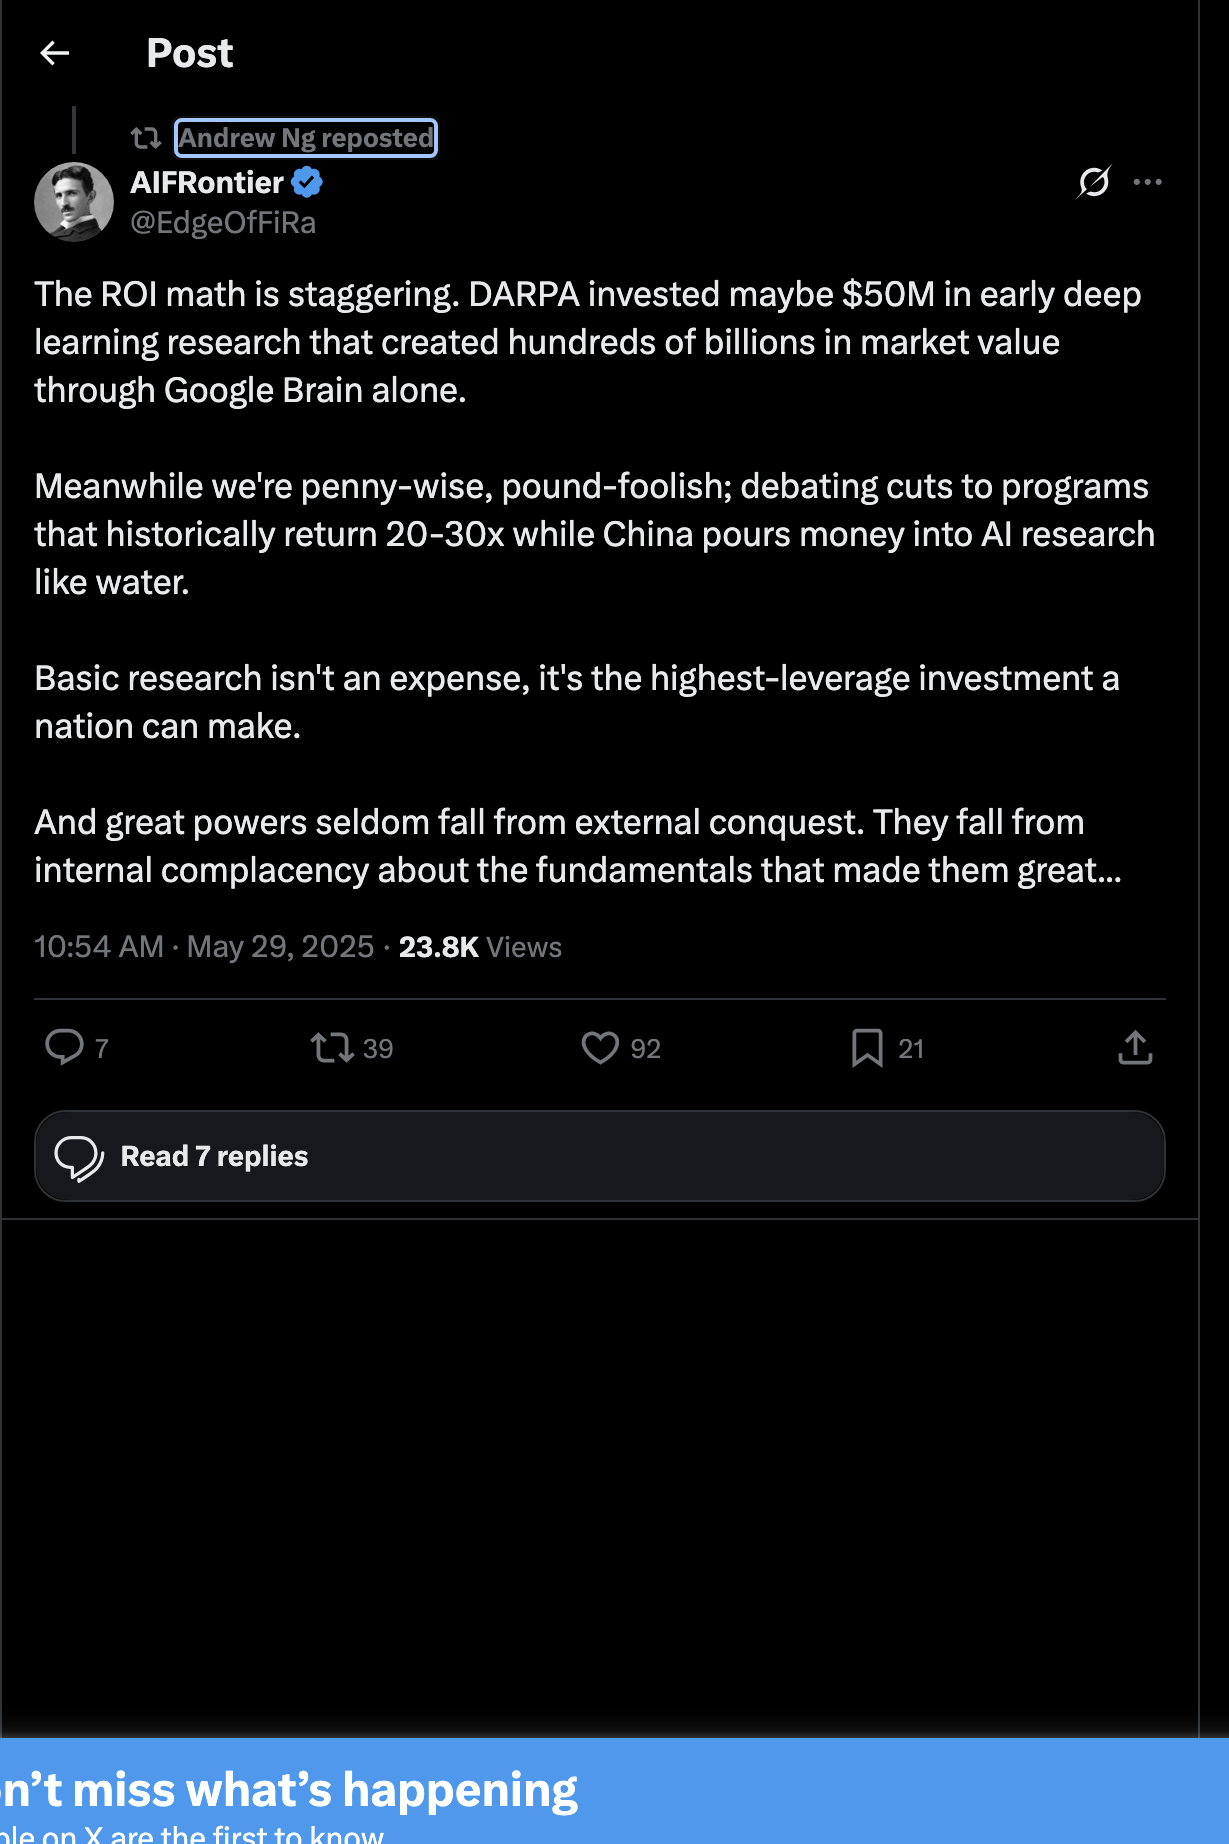 Post
Andrew Ng reposted
AIFRontier
@EdgeOfFiRa
The ROI math is staggering. DARPA invested maybe $50M in early deep
learning research that created hundreds of billions in market value
through Google Brain alone.
Meanwhile we're penny-wise, pound-foolish; debating cuts to programs
that historically return 20-30x while China pours money into AI research
like water.
Basic research isn't an expense, it's the highest-leverage investment a
nation can make.
And great powers seldom fall from external conquest. They fall from
internal complacency about the fundamentals that made them great...
10:54 AM · May 29, 2025 · 23.8K Views
7 39 92 21
Read 7 replies
n’t miss what’s happening
ple on X are the first to know.